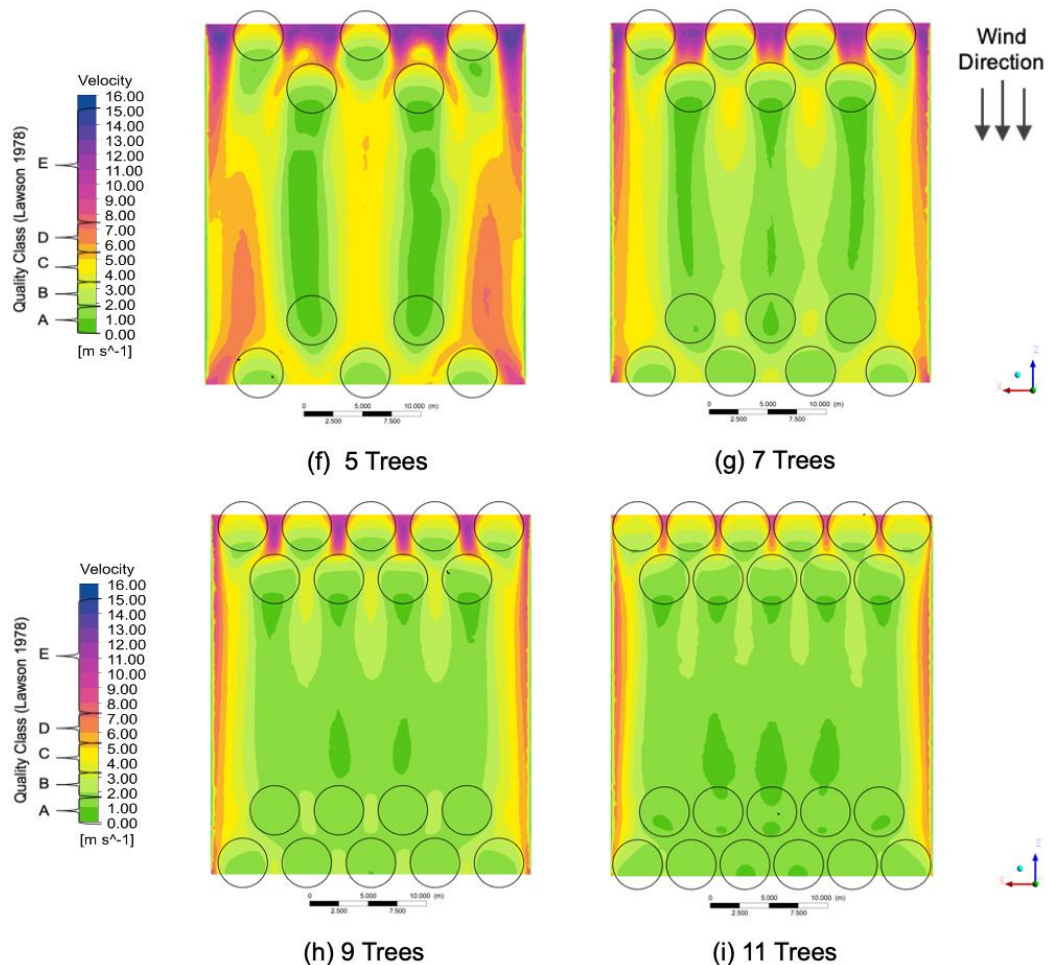 Wind
Direction
Velocity
16.00
15.00
14.00
13.00
12.00
11.00
10.00
9.00
8.00
7.00
6.00
5.00
4.00
3.00
2.00
1.00
0.00
[m s^-1]
Quality Class (Lawson 1978)
E
D
C
B
A
0 5.000 10.000 (m)
2.500 7.500
0 5.000 10.000 (m)
2.500 7.500
X
Z
(f) 5 Trees
(g) 7 Trees
Velocity
16.00
15.00
14.00
13.00
12.00
11.00
10.00
9.00
8.00
7.00
6.00
5.00
4.00
3.00
2.00
1.00
0.00
[m s^-1]
Quality Class (Lawson 1978)
E
D
C
B
A
0 5.000 10.000 (m)
2.500 7.500
0 5.000 10.000 (m)
2.500 7.500
X
Z
(h) 9 Trees
(i) 11 Trees